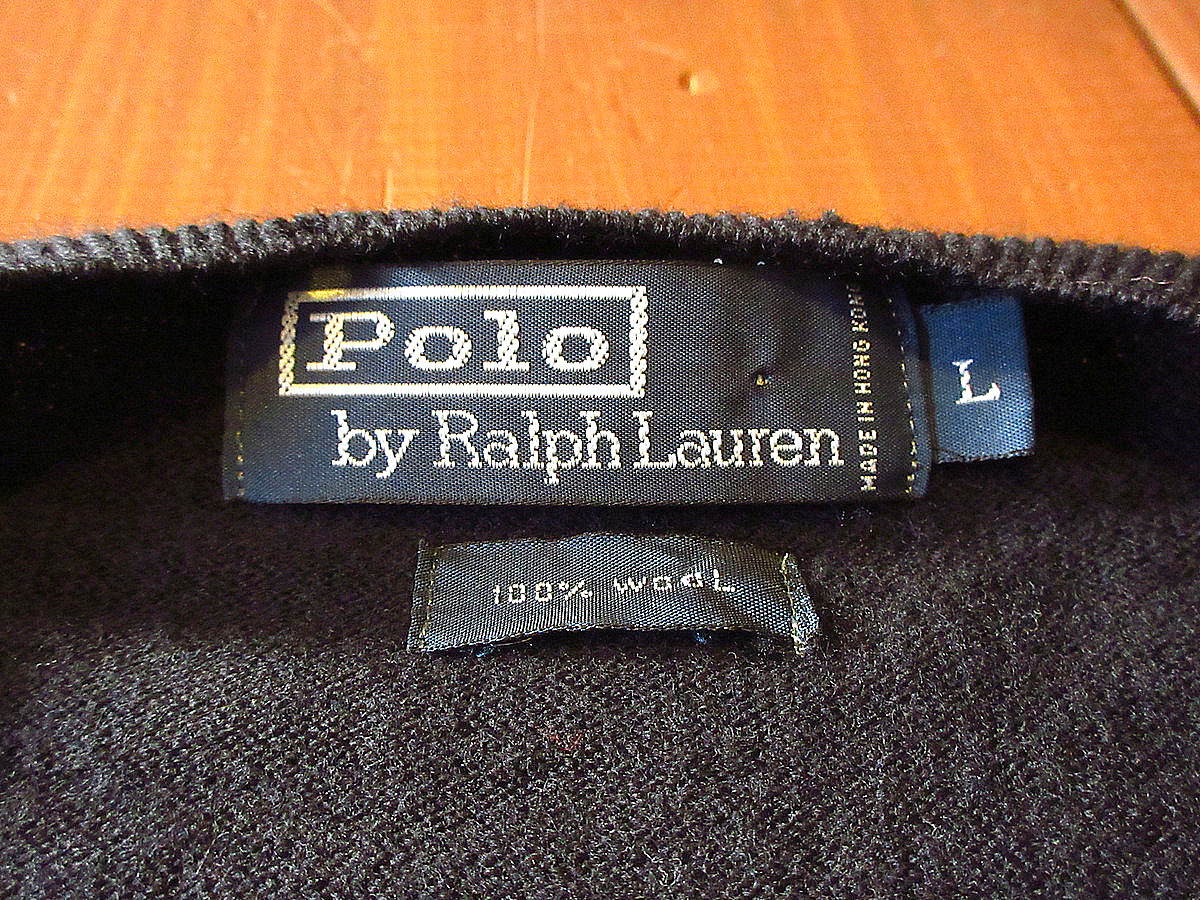 Polo
by Ralph Lauren
MADE IN HONG KONG
L
100% WOOL